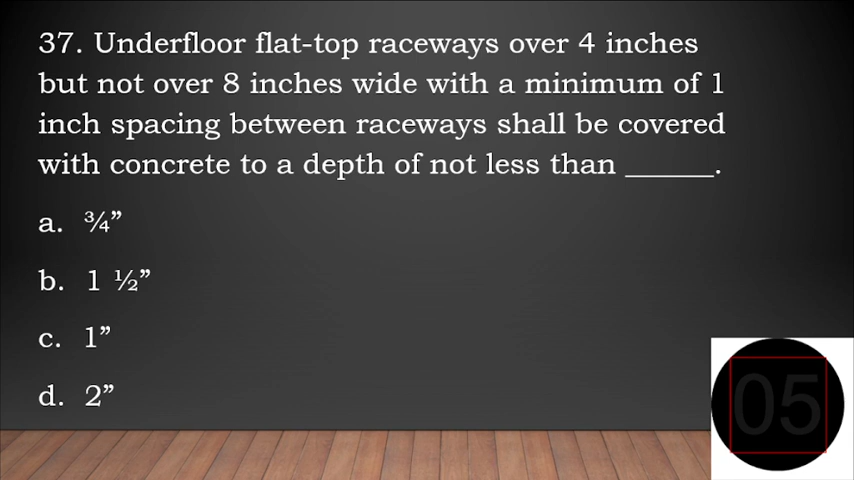 37. Underfloor flat-top raceways over 4 inches
but not over 8 inches wide with a minimum of 1
inch spacing between raceways shall be covered
with concrete to a depth of not less than ______.
a. ¾”
b. 1 ½”
c. 1”
d. 2”
05